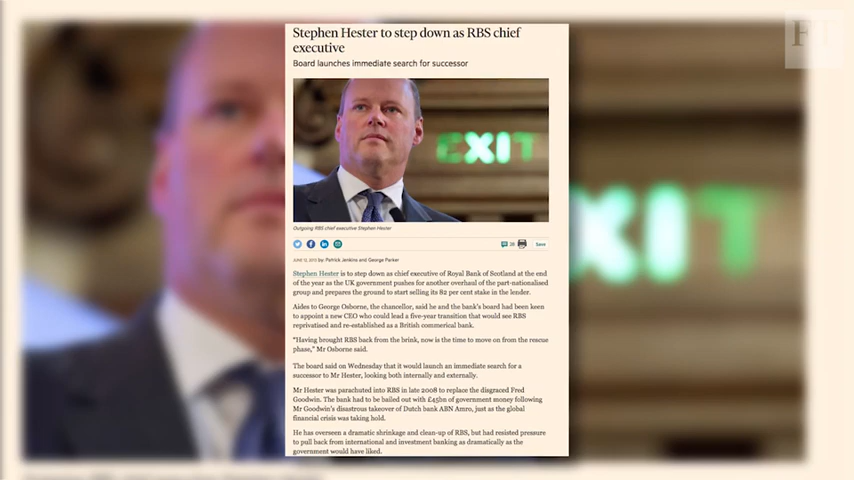 FT
Stephen Hester to step down as RBS chief
executive
Board launches immediate search for successor
EXIT
XIT
Outgoing RBS chief executive Stephen Hester
Save
by: Patrick Jenkins and George Parker
Stephen Hester is to step down as chief executive of Royal Bank of Scotland at the end
of the year as the UK government pushes for another overhaul of the part-nationalised
group and prepares the ground to start selling its 82 per cent stake in the lender.
Aides to George Osborne, the chancellor, said he and the bank's board had been keen
to appoint a new CEO who could lead a five-year transition that would see RBS
reprivatised and re-established as a British commerical bank.
"Having brought RBS back from the brink, now is the time to move on from the rescue
phase," Mr Osborne said.
The board said on Wednesday that it would launch an immediate search for a
successor to Mr Hester, looking both internally and externally.
Mr Hester was parachuted into RBS in late 2008 to replace the disgraced Fred
Goodwin. The bank had to be bailed out with £45bn of government money following
Mr Goodwin's disastrous takeover of Dutch bank ABN Amro, just as the global
financial crisis was taking hold.
He has overseen a dramatic shrinkage and clean-up of RBS, but had resisted pressure
to pull back from international and investment banking as dramatically as the
government would have liked.